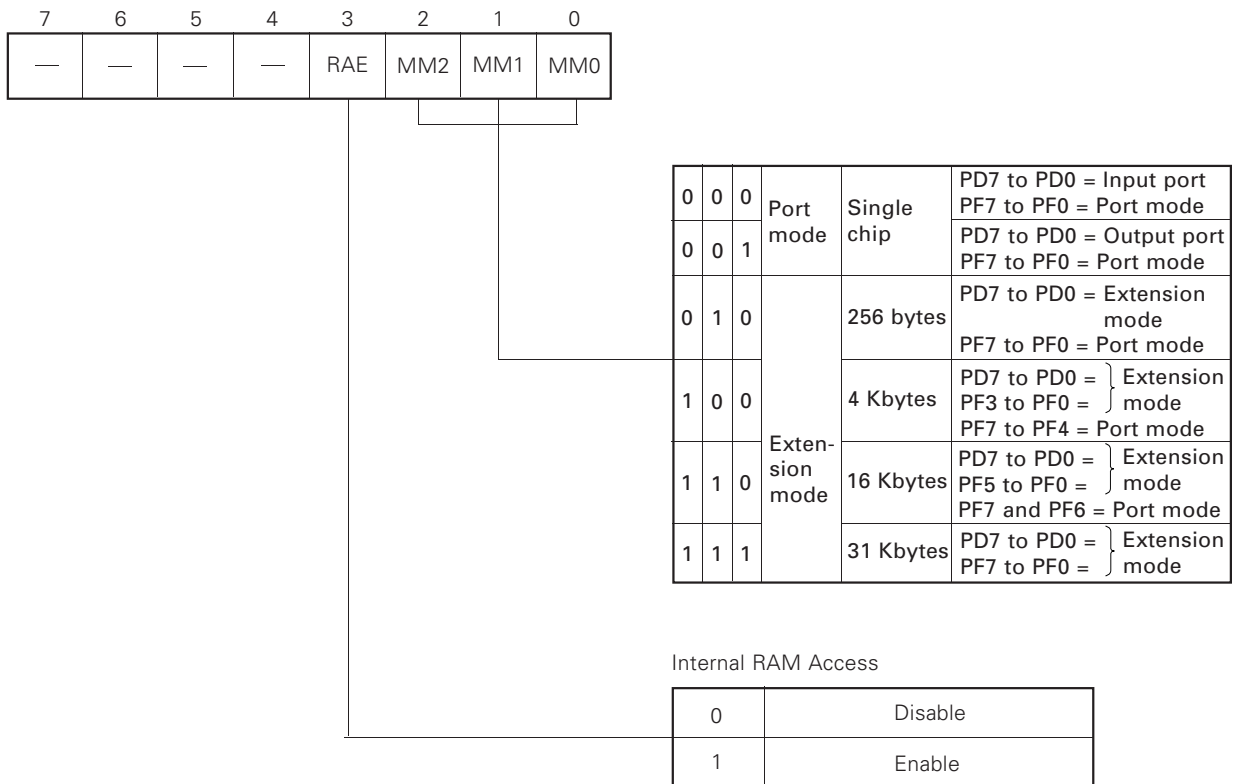 7 6 5 4 3 2 1 0
— — — — RAE MM2 MM1 MM0
0 0 0 Port mode Single chip PD7 to PD0 = Input port
PF7 to PF0 = Port mode
0 0 1 PD7 to PD0 = Output port
PF7 to PF0 = Port mode
0 1 0 Exten-
sion
mode 256 bytes PD7 to PD0 = Extension
mode
PF7 to PF0 = Port mode
1 0 0 4 Kbytes PD7 to PD0 = } Extension
PF3 to PF0 = } mode
PF7 to PF4 = Port mode
1 1 0 16 Kbytes PD7 to PD0 = } Extension
PF5 to PF0 = } mode
PF7 and PF6 = Port mode
1 1 1 31 Kbytes PD7 to PD0 = } Extension
PF7 to PF0 = } mode
Internal RAM Access
0 Disable
1 Enable